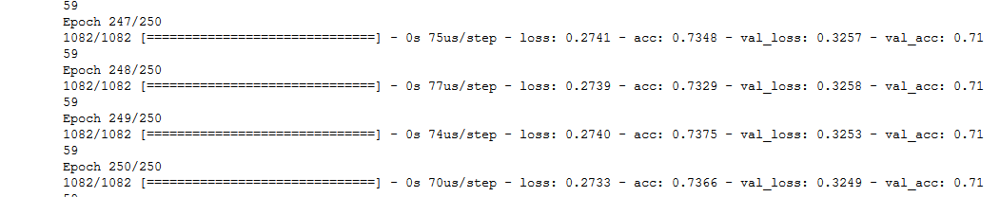 59
Epoch 247/250
1082/1082 [==============================] - 0s 75us/step - loss: 0.2741 - acc: 0.7348 - val_loss: 0.3257 - val_acc: 0.71
59
Epoch 248/250
1082/1082 [==============================] - 0s 77us/step - loss: 0.2739 - acc: 0.7329 - val_loss: 0.3258 - val_acc: 0.71
59
Epoch 249/250
1082/1082 [==============================] - 0s 74us/step - loss: 0.2740 - acc: 0.7375 - val_loss: 0.3253 - val_acc: 0.71
59
Epoch 250/250
1082/1082 [==============================] - 0s 70us/step - loss: 0.2733 - acc: 0.7366 - val_loss: 0.3249 - val_acc: 0.71